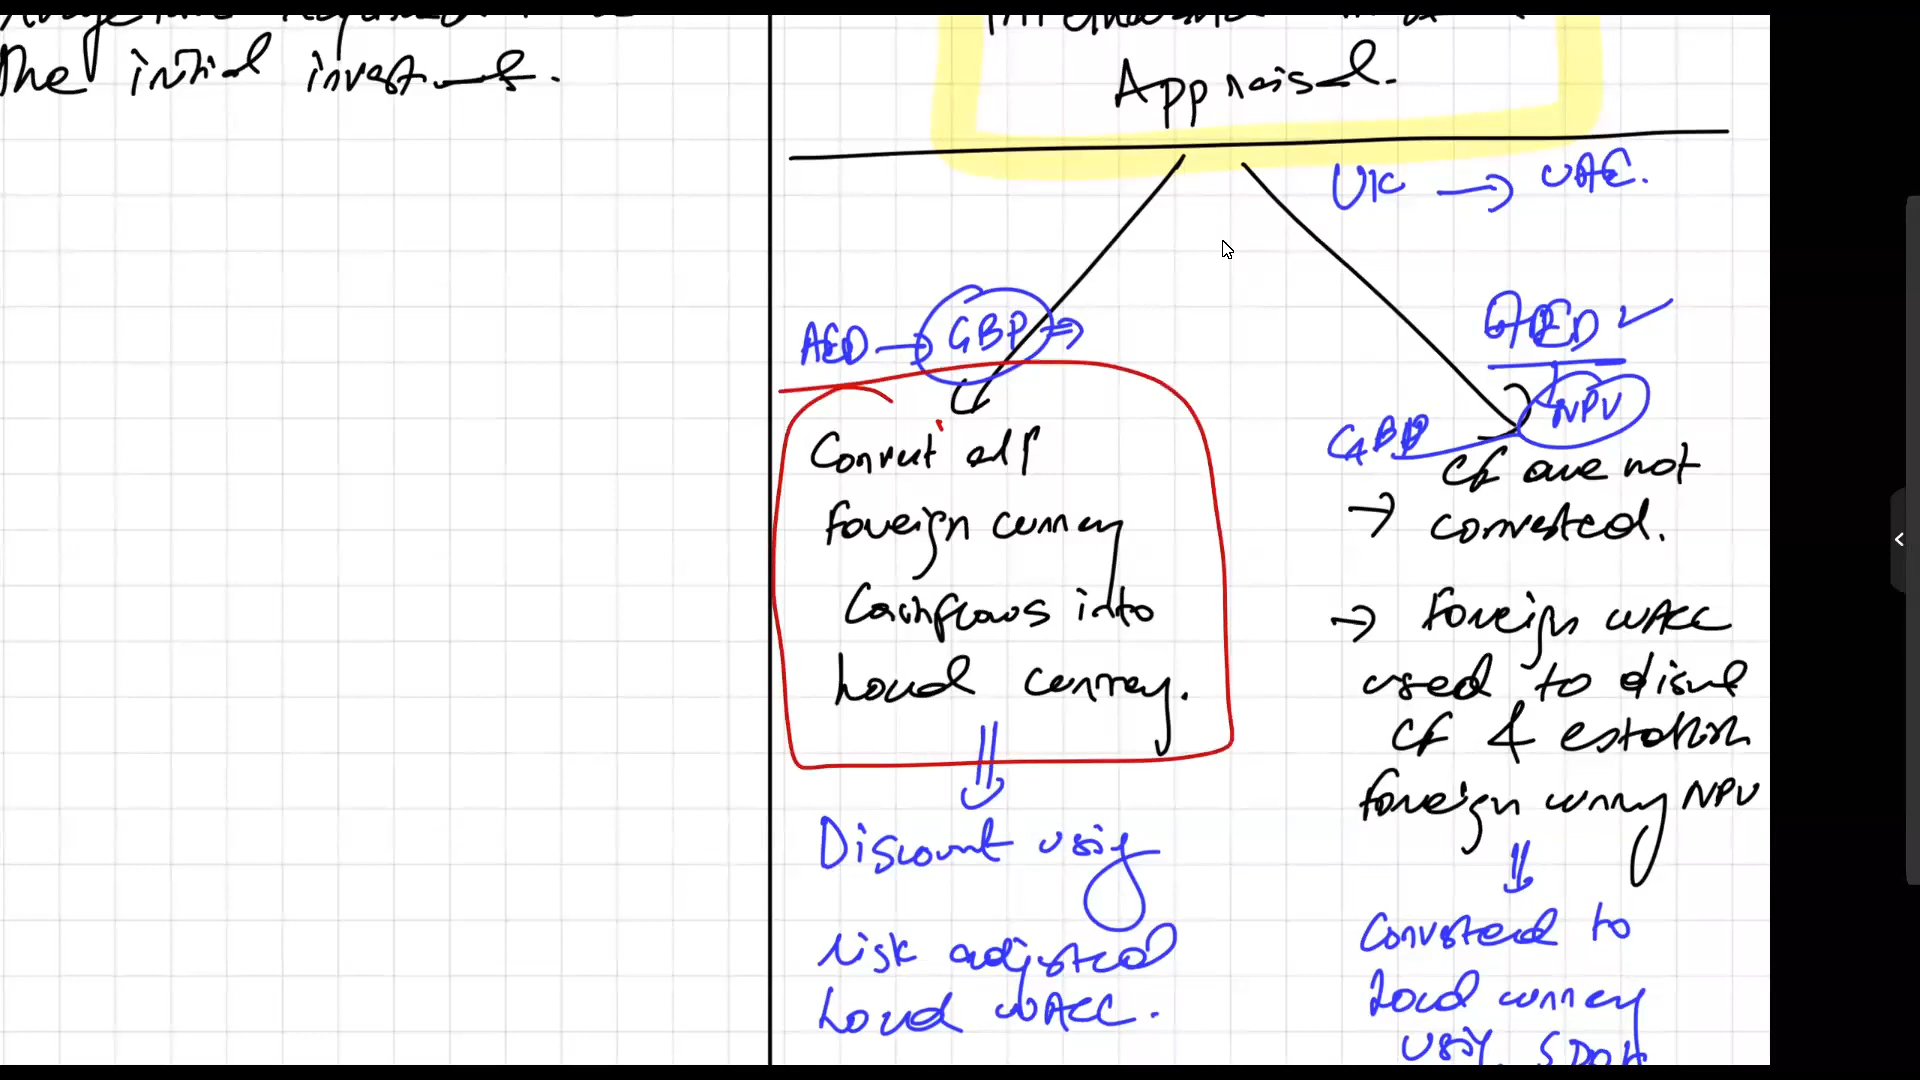 the initial investment.
International
Appraisal.
UK → UAE.
AED → GBP ⇒
AED ✓
NPV
GBP
Convert all
foreign currency
Cashflows into
Local currency.
Discount using
risk adjusted
Local WACC.
CF are not
→ converted.
→ Foreign WACC
used to
CF & establish
foreign currency NPV
Converted to
Local currency
using Spot